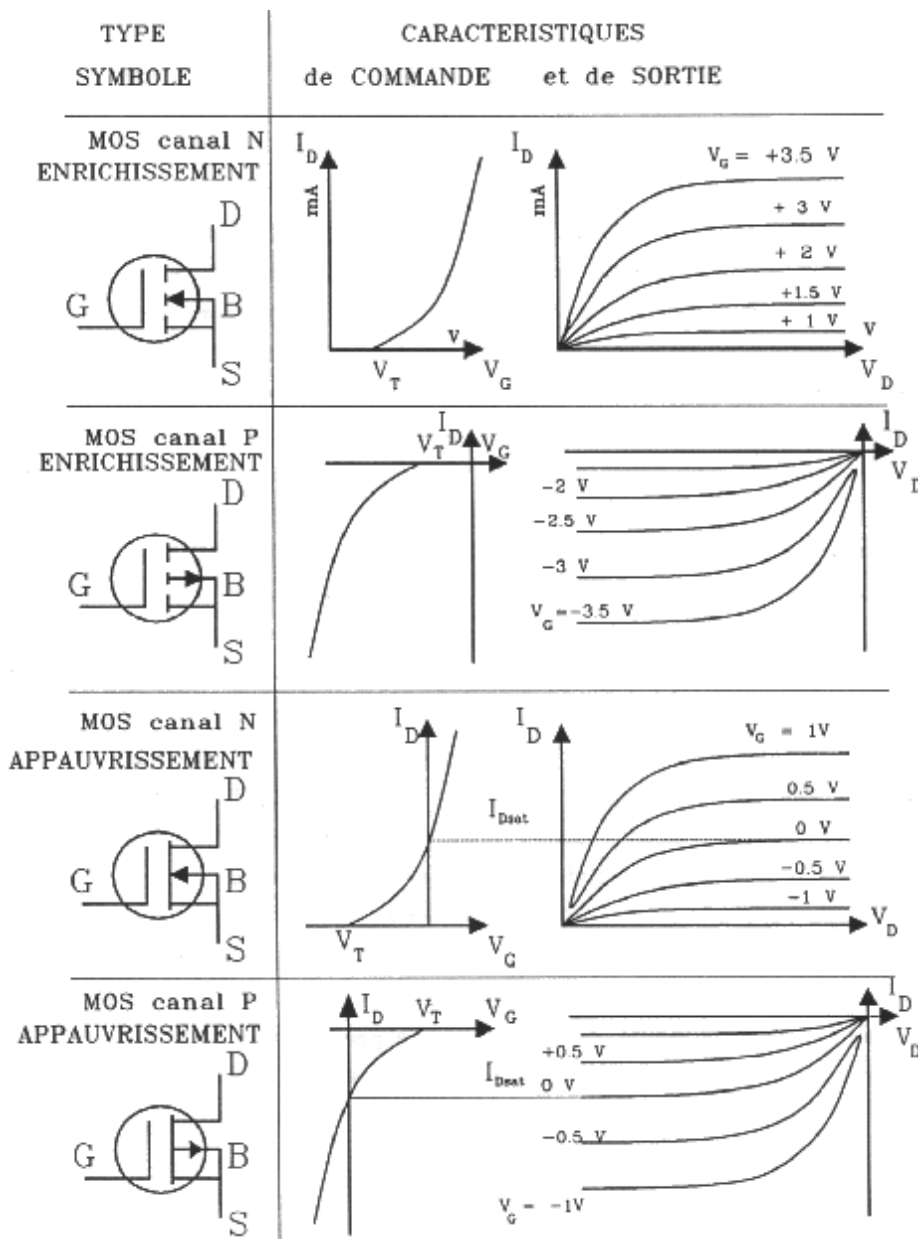 TYPE
SYMBOLE
CARACTERISTIQUES
de COMMANDE et de SORTIE
MOS canal N
ENRICHISSEMENT
D
G
B
S
I_D
mA
V
V_T
V_G
I_D
mA
V_G = +3.5 V
+ 3 V
+ 2 V
+1.5 V
+ 1 V
V
V_D
MOS canal P
ENRICHISSEMENT
D
G
B
S
I_D
V_T
V_G
I_D
V_D
-2 V
-2.5 V
-3 V
V_G=-3.5 V
MOS canal N
APPAUVRISSEMENT
D
G
B
S
I_D
V_T
V_G
I_Dsat
I_D
V_G = 1V
0.5 V
0 V
-0.5 V
-1 V
V_D
MOS canal P
APPAUVRISSEMENT
D
G
B
S
I_D
V_T
V_G
I_Dsat
I_D
V_D
+0.5 V
0 V
-0.5 V
V_G = -1V